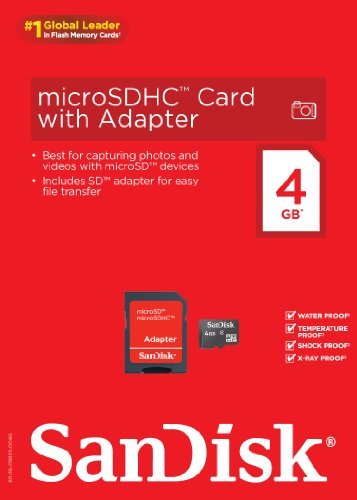 #1 Global Leader
in Flash Memory Cards†
microSDHC™ Card
with Adapter
• Best for capturing photos and
videos with microSD™ devices
• Includes SD™ adapter for easy
file transfer
4
GB*
microSD™
microSDHC™
Adapter
SanDisk
SanDisk
4GB
WATER PROOF‡
TEMPERATURE
PROOF‡
SHOCK PROOF‡
X-RAY PROOF‡
SanDisk®